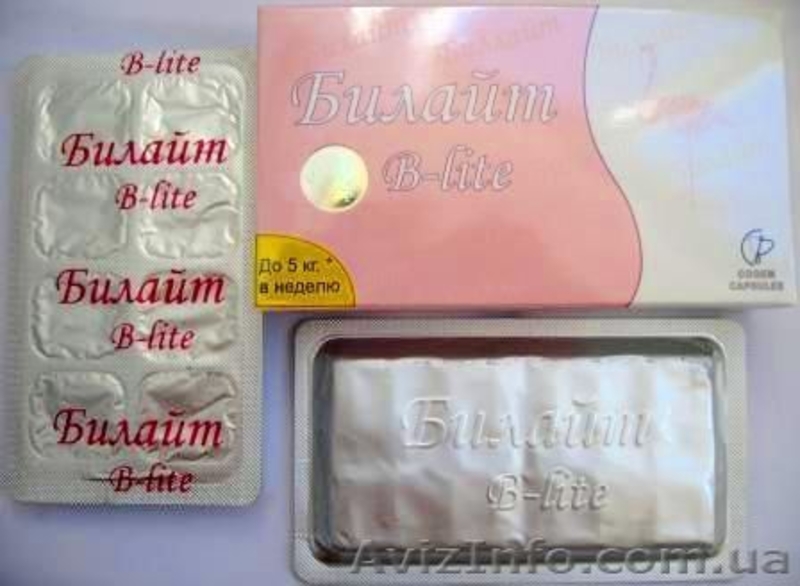 B-lite
Билайт
B-lite
Билайт
B-lite
Билайт
B-lite
Билайт
B-lite
До 5 кг. *
в неделю
COGEM
CAPSULES
Билайт
B-lite
AvizInfo.com.ua